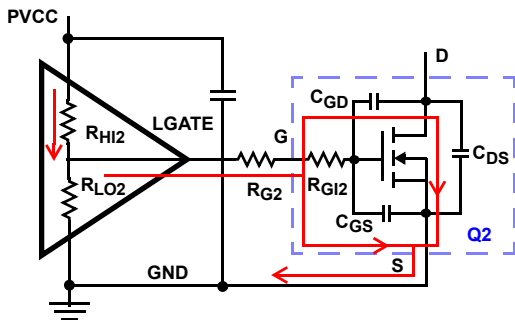 PVCC
D
CGD
LGATE
G
RHI2
CDS
RLO2
RG2
RGI2
CGS
Q2
GND
S